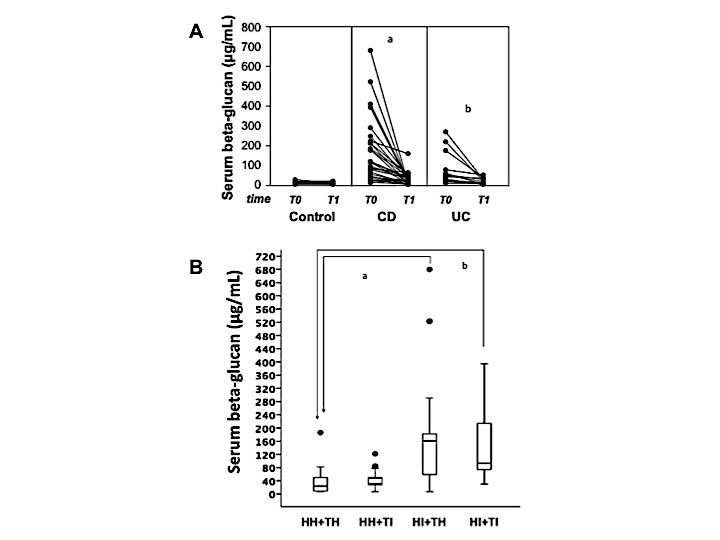 A
Serum beta-glucan (µg/mL)
800
700
600
500
400
300
200
100
0
a
b
time T0 T1 T0 T1 T0 T1
Control CD UC
B
Serum beta-glucan (µg/mL)
720
680
640
600
560
520
480
440
400
360
320
280
240
200
160
120
80
40
0
a
b
HH+TH HH+TI HI+TH HI+TI